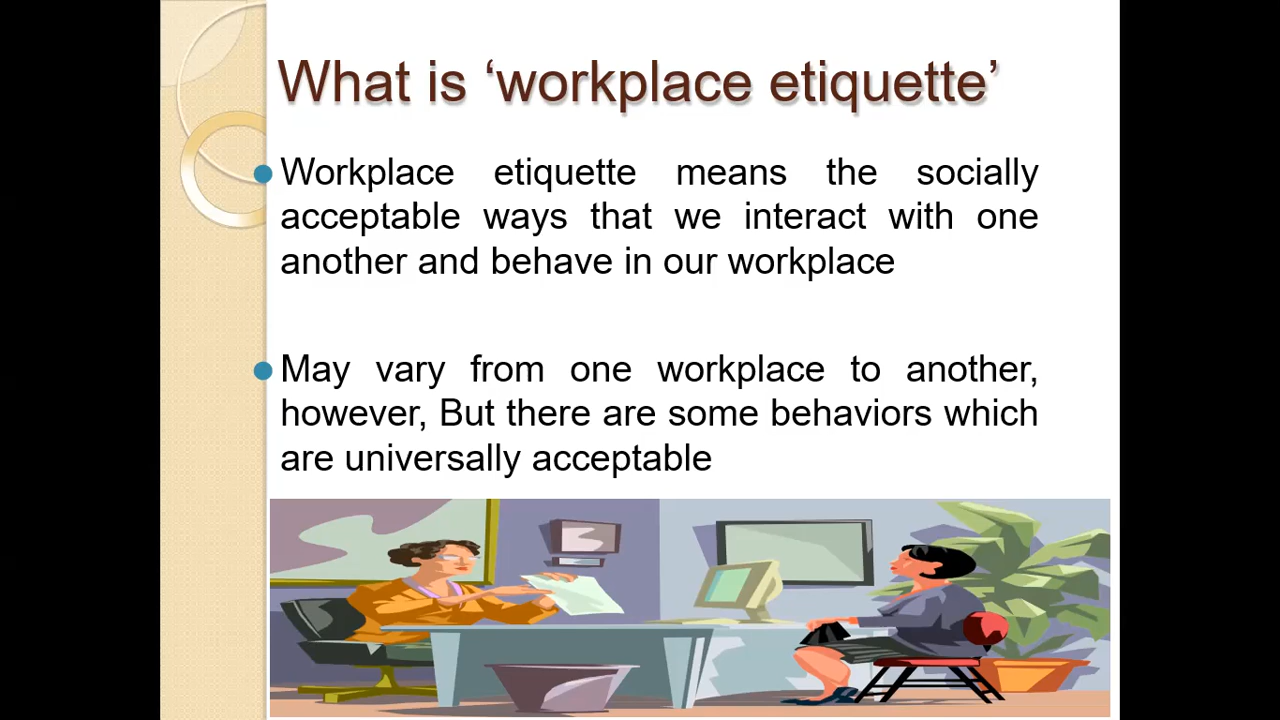 What is ‘workplace etiquette’
Workplace etiquette means the socially
acceptable ways that we interact with one
another and behave in our workplace
May vary from one workplace to another,
however, But there are some behaviors which
are universally acceptable